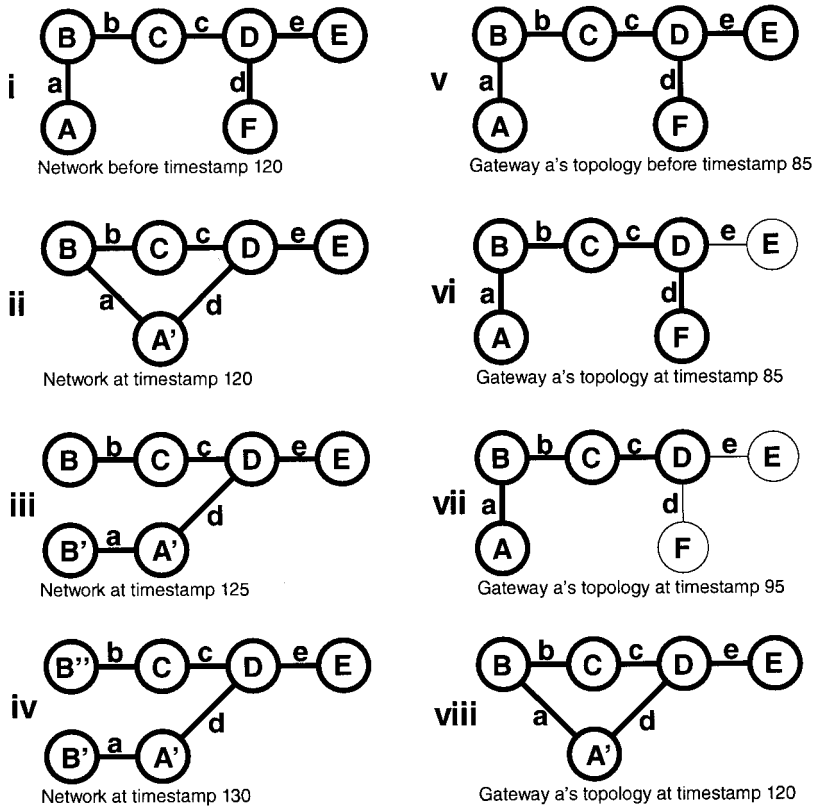 B b C c D e E
i a d
A F
Network before timestamp 120
B b C c D e E
ii a d
A'
Network at timestamp 120
B b C c D e E
iii d
B' a A'
Network at timestamp 125
B'' b C c D e E
iv d
B' a A'
Network at timestamp 130
B b C c D e E
v a d
A F
Gateway a's topology before timestamp 85
B b C c D e E
vi a d
A F
Gateway a's topology at timestamp 85
B b C c D e E
vii a d
A F
Gateway a's topology at timestamp 95
B b C c D e E
viii a d
A'
Gateway a's topology at timestamp 120